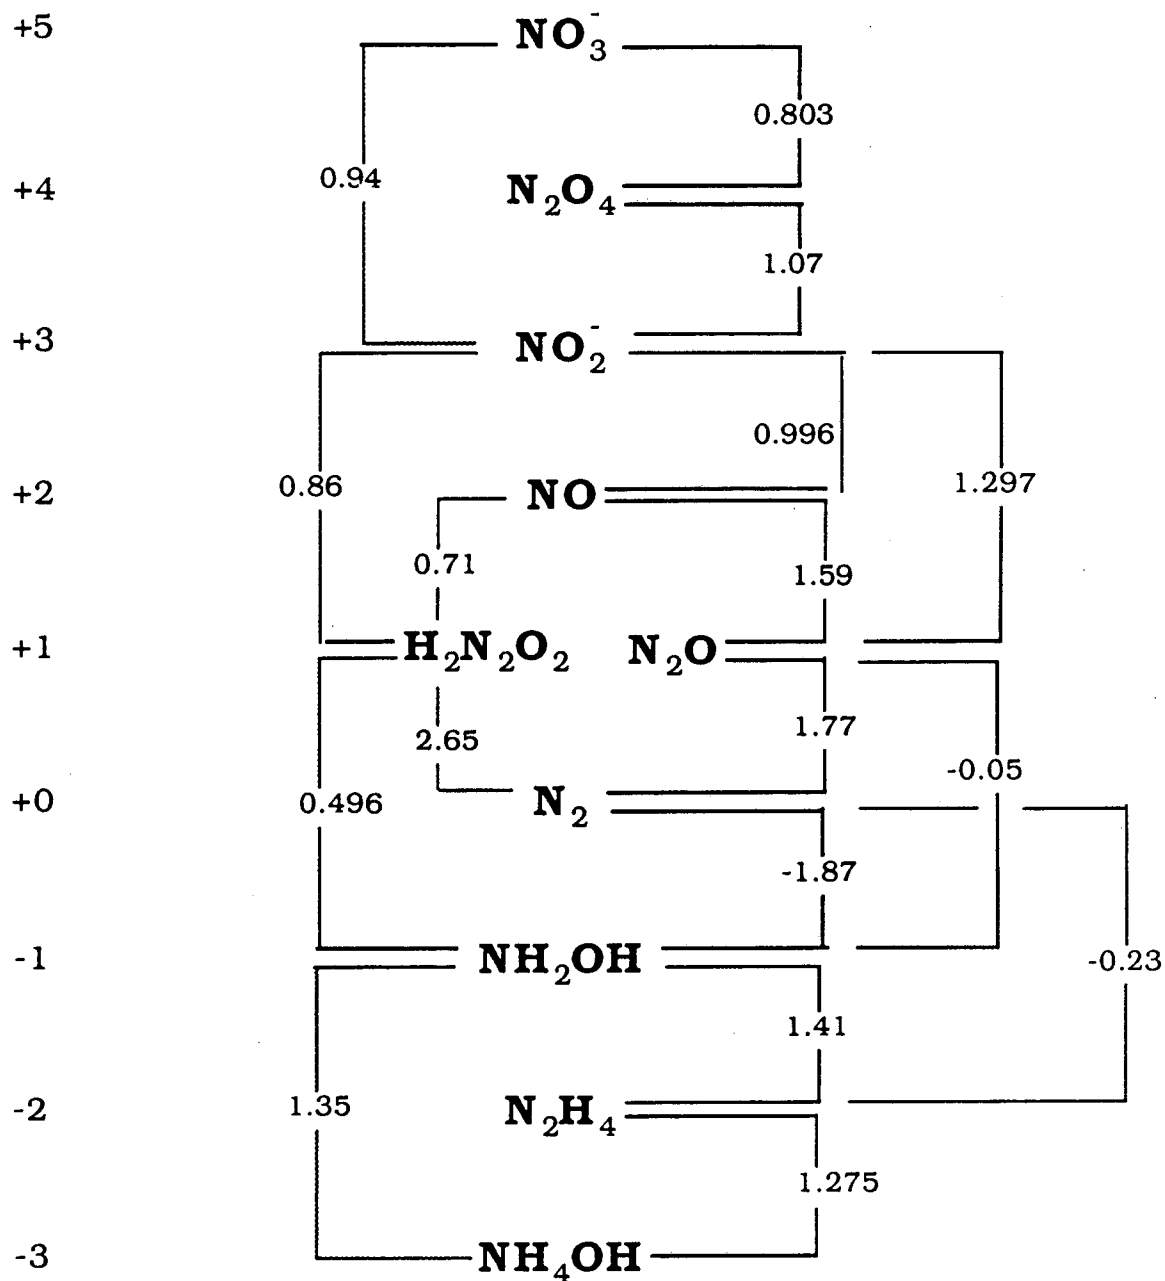 +5 NO₃⁻
0.803
0.94
+4 N₂O₄
1.07
+3 NO₂⁻
0.996
+2 0.86 NO 1.297
0.71 1.59
+1 H₂N₂O₂ N₂O
2.65 1.77
-0.05
+0 0.496 N₂
-1.87
-1 NH₂OH -0.23
1.41
-2 1.35 N₂H₄
1.275
-3 NH₄OH